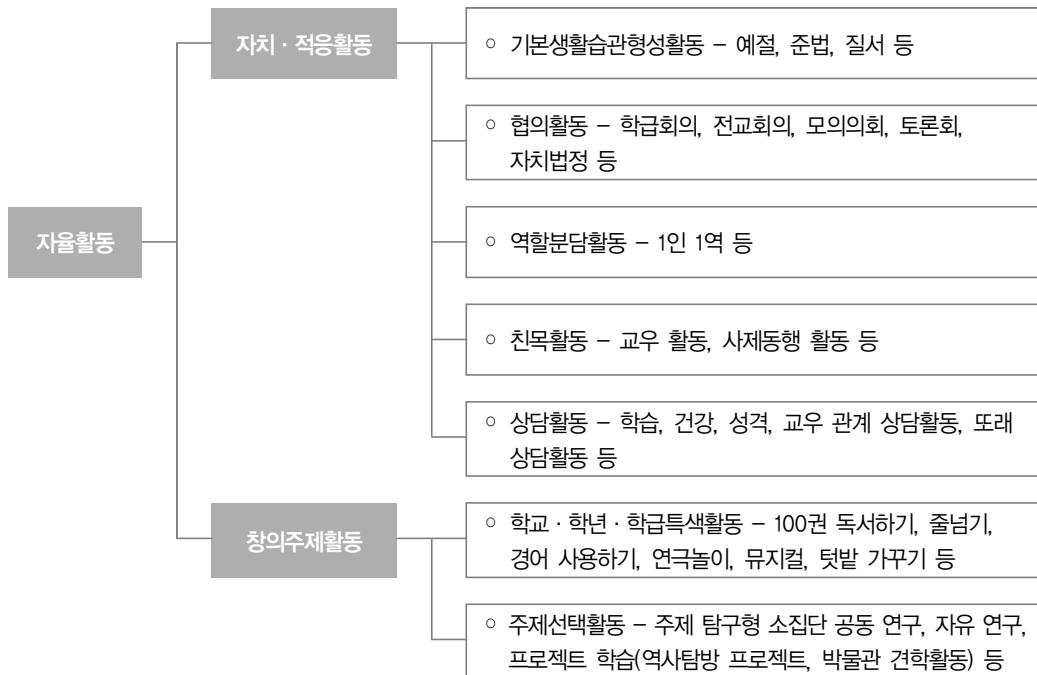 자율활동
자치 · 적응활동
○ 기본생활습관형성활동 – 예절, 준법, 질서 등
○ 협의활동 – 학급회의, 전교회의, 모의의회, 토론회,
자치법정 등
○ 역할분담활동 – 1인 1역 등
○ 친목활동 – 교우 활동, 사제동행 활동 등
○ 상담활동 – 학습, 건강, 성격, 교우 관계 상담활동, 또래
상담활동 등
창의주제활동
○ 학교 · 학년 · 학급특색활동 – 100권 독서하기, 줄넘기,
경어 사용하기, 연극놀이, 뮤지컬, 텃밭 가꾸기 등
○ 주제선택활동 – 주제 탐구형 소집단 공동 연구, 자유 연구,
프로젝트 학습(역사탐방 프로젝트, 박물관 견학활동) 등